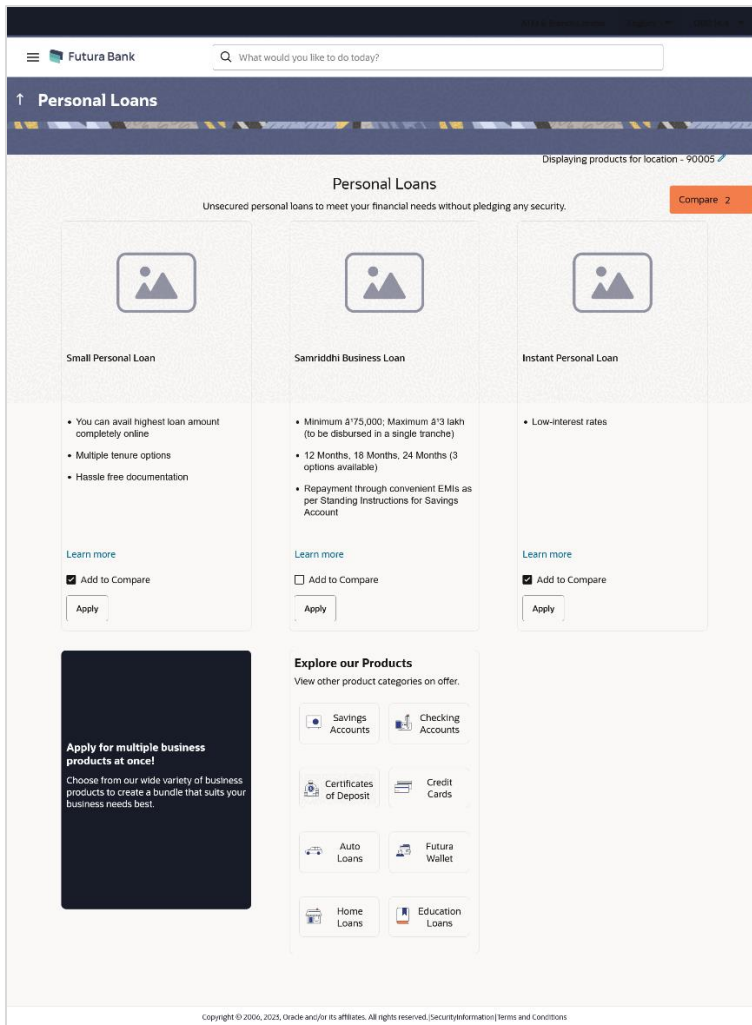 Futura Bank
What would you like to do today?
↑ Personal Loans
Displaying products for location - 90005
Personal Loans
Unsecured personal loans to meet your financial needs without pledging any security.
Compare 2
Small Personal Loan
• You can avail highest loan amount
completely online
• Multiple tenure options
• Hassle free documentation
Learn more
Add to Compare
Apply
Samriddhi Business Loan
• Minimum â¹75,000; Maximum â¹3 lakh
(to be disbursed in a single tranche)
• 12 Months, 18 Months, 24 Months (3
options available)
• Repayment through convenient EMIs as
per Standing Instructions for Savings
Account
Learn more
Add to Compare
Apply
Instant Personal Loan
• Low-interest rates
Learn more
Add to Compare
Apply
Apply for multiple business
products at once!
Choose from our wide variety of business
products to create a bundle that suits your
business needs best.
Explore our Products
View other product categories on offer.
Savings
Accounts
Checking
Accounts
Certificates
of Deposit
Credit
Cards
Auto
Loans
Futura
Wallet
Home
Loans
Education
Loans
Copyright © 2006, 2023, Oracle and/or its affiliates. All rights reserved.|SecurityInformation|Terms and Conditions